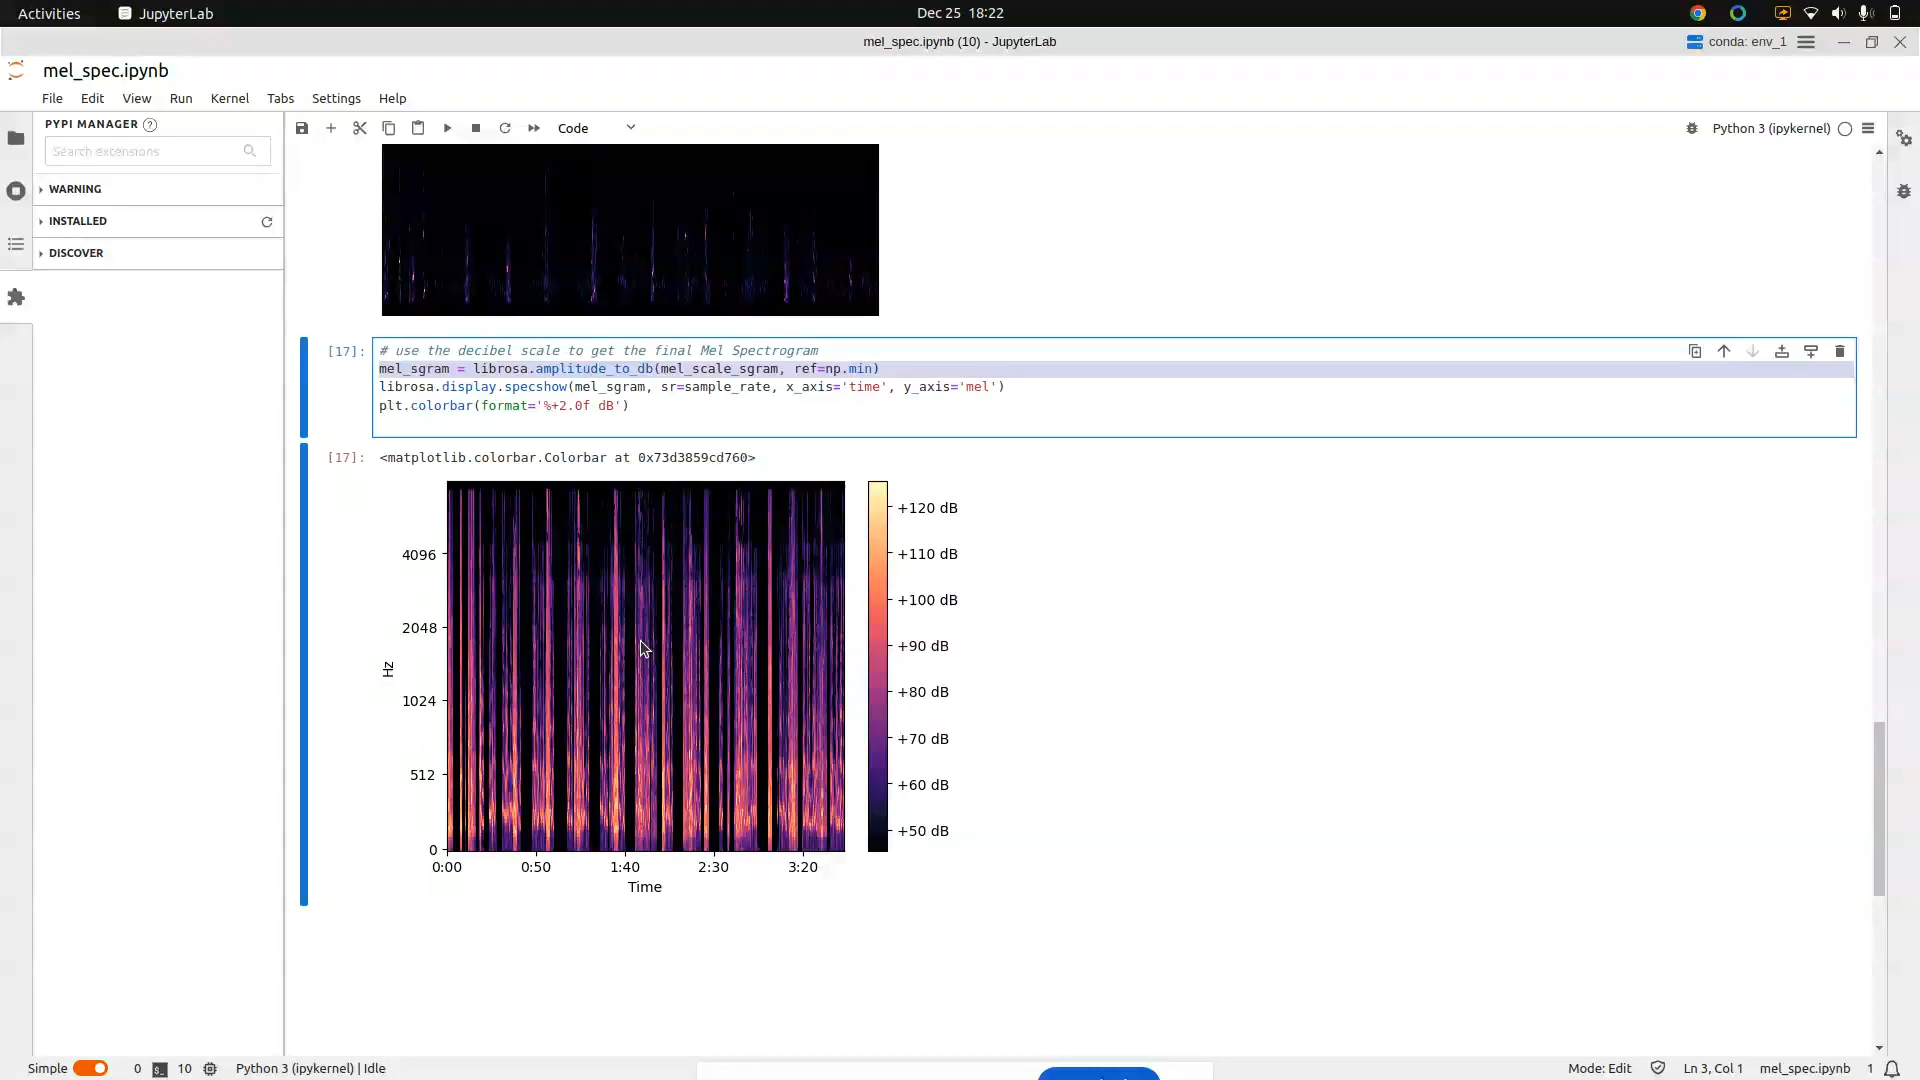 Activities
JupyterLab
Dec 25 18:22
mel_spec.ipynb (10) - JupyterLab
conda: env_1
mel_spec.ipynb
File Edit View Run Kernel Tabs Settings Help
PYPI MANAGER ?
Search extensions
WARNING
INSTALLED
DISCOVER
Code
Python 3 (ipykernel)
[17]:
# use the decibel scale to get the final Mel Spectrogram
mel_sgram = librosa.amplitude_to_db(mel_scale_sgram, ref=np.min)
librosa.display.specshow(mel_sgram, sr=sample_rate, x_axis='time', y_axis='mel')
plt.colorbar(format='%+2.0f dB')
[17]: <matplotlib.colorbar.Colorbar at 0x73d3859cd760>
4096
2048
1024
512
0
Hz
0:00 0:50 1:40 2:30 3:20
Time
+120 dB
+110 dB
+100 dB
+90 dB
+80 dB
+70 dB
+60 dB
+50 dB
Simple 0 $_ 10 Python 3 (ipykernel) | Idle
Mode: Edit Ln 3, Col 1 mel_spec.ipynb 1